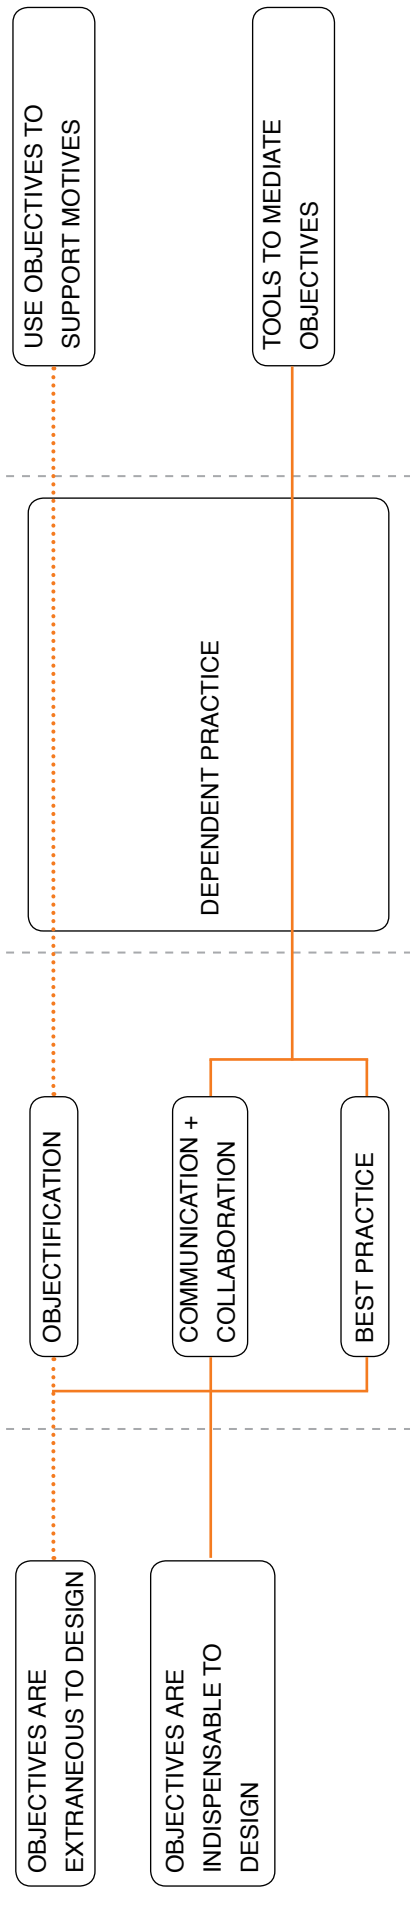 OBJECTIVES ARE
EXTRANEOUS TO DESIGN
OBJECTIVES ARE
INDISPENSABLE TO
DESIGN
OBJECTIFICATION
COMMUNICATION +
COLLABORATION
BEST PRACTICE
DEPENDENT PRACTICE
USE OBJECTIVES TO
SUPPORT MOTIVES
TOOLS TO MEDIATE
OBJECTIVES